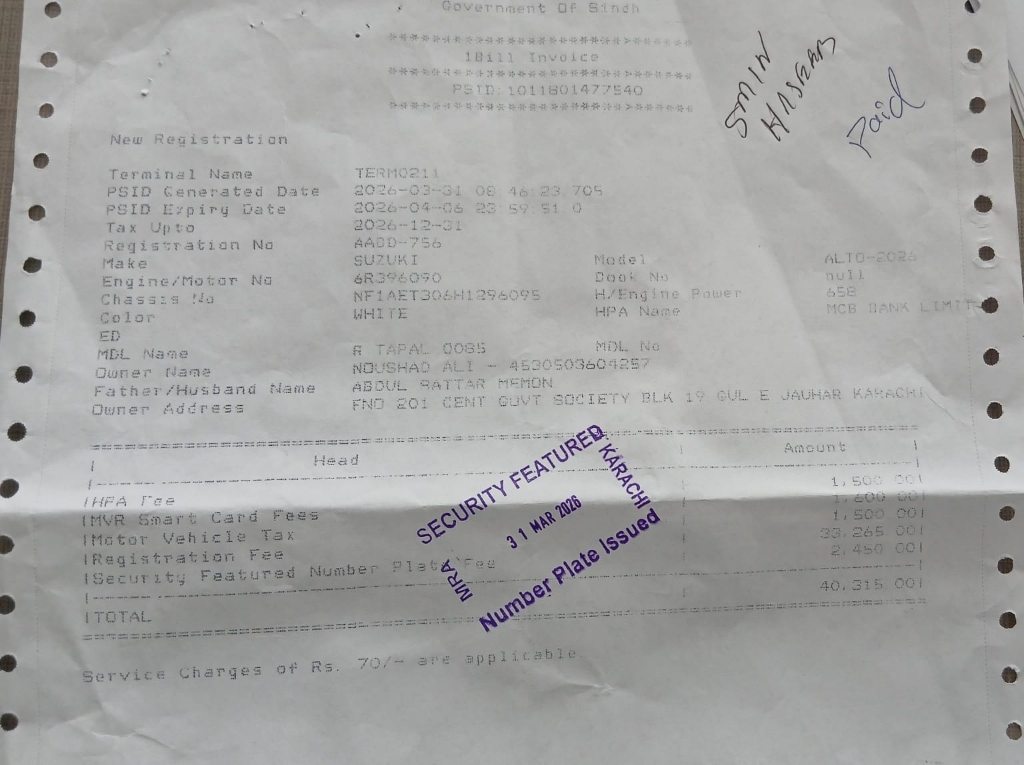 Government Of Sindh
********************************
1Bill Invoice
********************************
PSID: 1011801477540
********************************
SMIN
HASEAB
Paid
New Registration
Terminal Name TERM0211
PSID Generated Date 2026-03-31 08:46:23.705
PSID Expiry Date 2026-04-06 23:59:51.0
Tax Upto 2026-12-31
Registration No AADD-756
Make SUZUKI Model ALTO-2026
Engine/Motor No 6R396090 Book No null
Chassis No NF1AET306H1296095 H/Engine Power 658
Color WHITE HPA Name MCB BANK LIMIT
ED
MDL Name R TAPAL 0085 MDL No
Owner Name NOUSHAD ALI - 4530503604257
Father/Husband Name ABDUL SATTAR MEMON
Owner Address FNO 201 CENT GUVT SOCIETY BLK 19 GUL E JAUHAR KARACHI
| Head | Amount |
|HPA Fee | 1,500.00|
|MVR Smart Card Fees | 1,600.00|
|Motor Vehicle Tax | 1,500.00|
|Registration Fee | 33,265.00|
|Security Featured Number Plate Fee | 2,450.00|
|TOTAL | 40,315.00|
SECURITY FEATURED
MRA 31 MAR 2026 KARACHI
Number Plate Issued
Service Charges of Rs. 70/- are applicable.